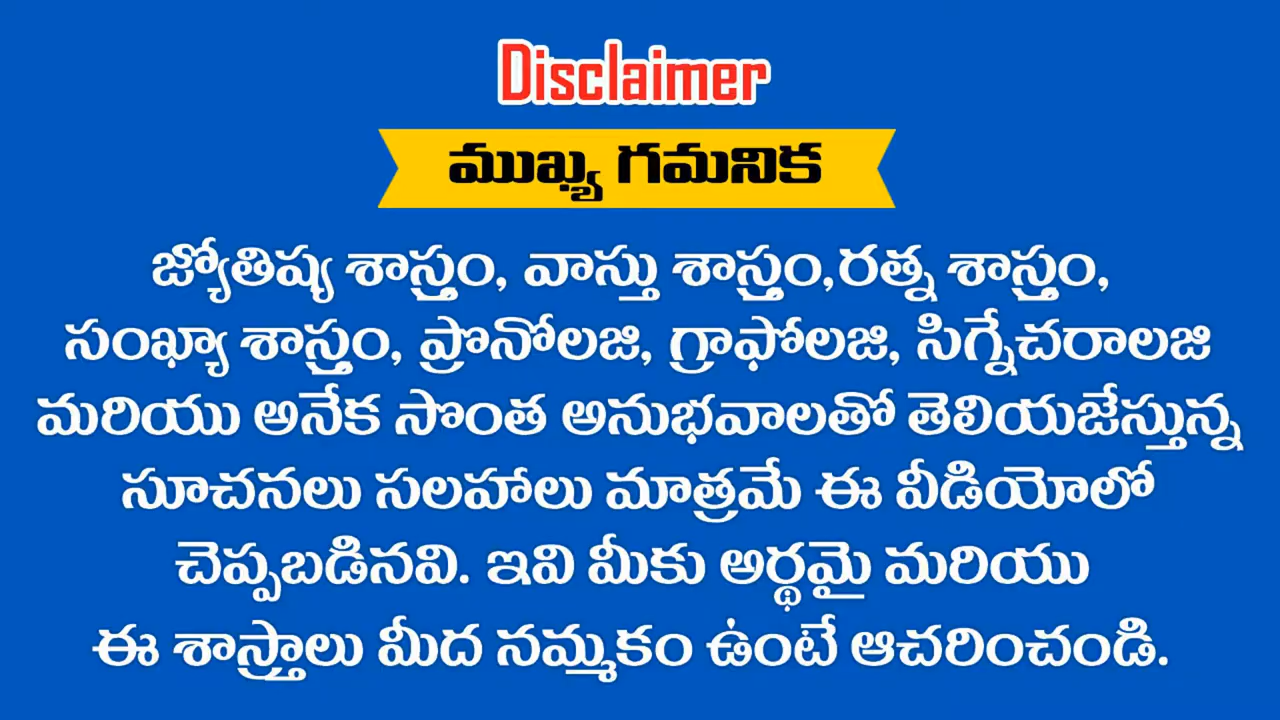 Disclaimer
ముఖ్య గమనిక
జ్యోతిష్య శాస్త్రం, వాస్తు శాస్త్రం,రత్న శాస్త్రం,
సంఖ్యా శాస్త్రం, ప్రొనోలజి, గ్రాఫోలజి, సిగ్నేచరాలజి
మరియు అనేక సొంత అనుభవాలతో తెలియజేస్తున్న
సూచనలు సలహాలు మాత్రమే ఈ వీడియోలో
చెప్పబడినవి. ఇవి మీకు అర్థమై మరియు
ఈ శాస్త్రాలు మీద నమ్మకం ఉంటే ఆచరించండి.